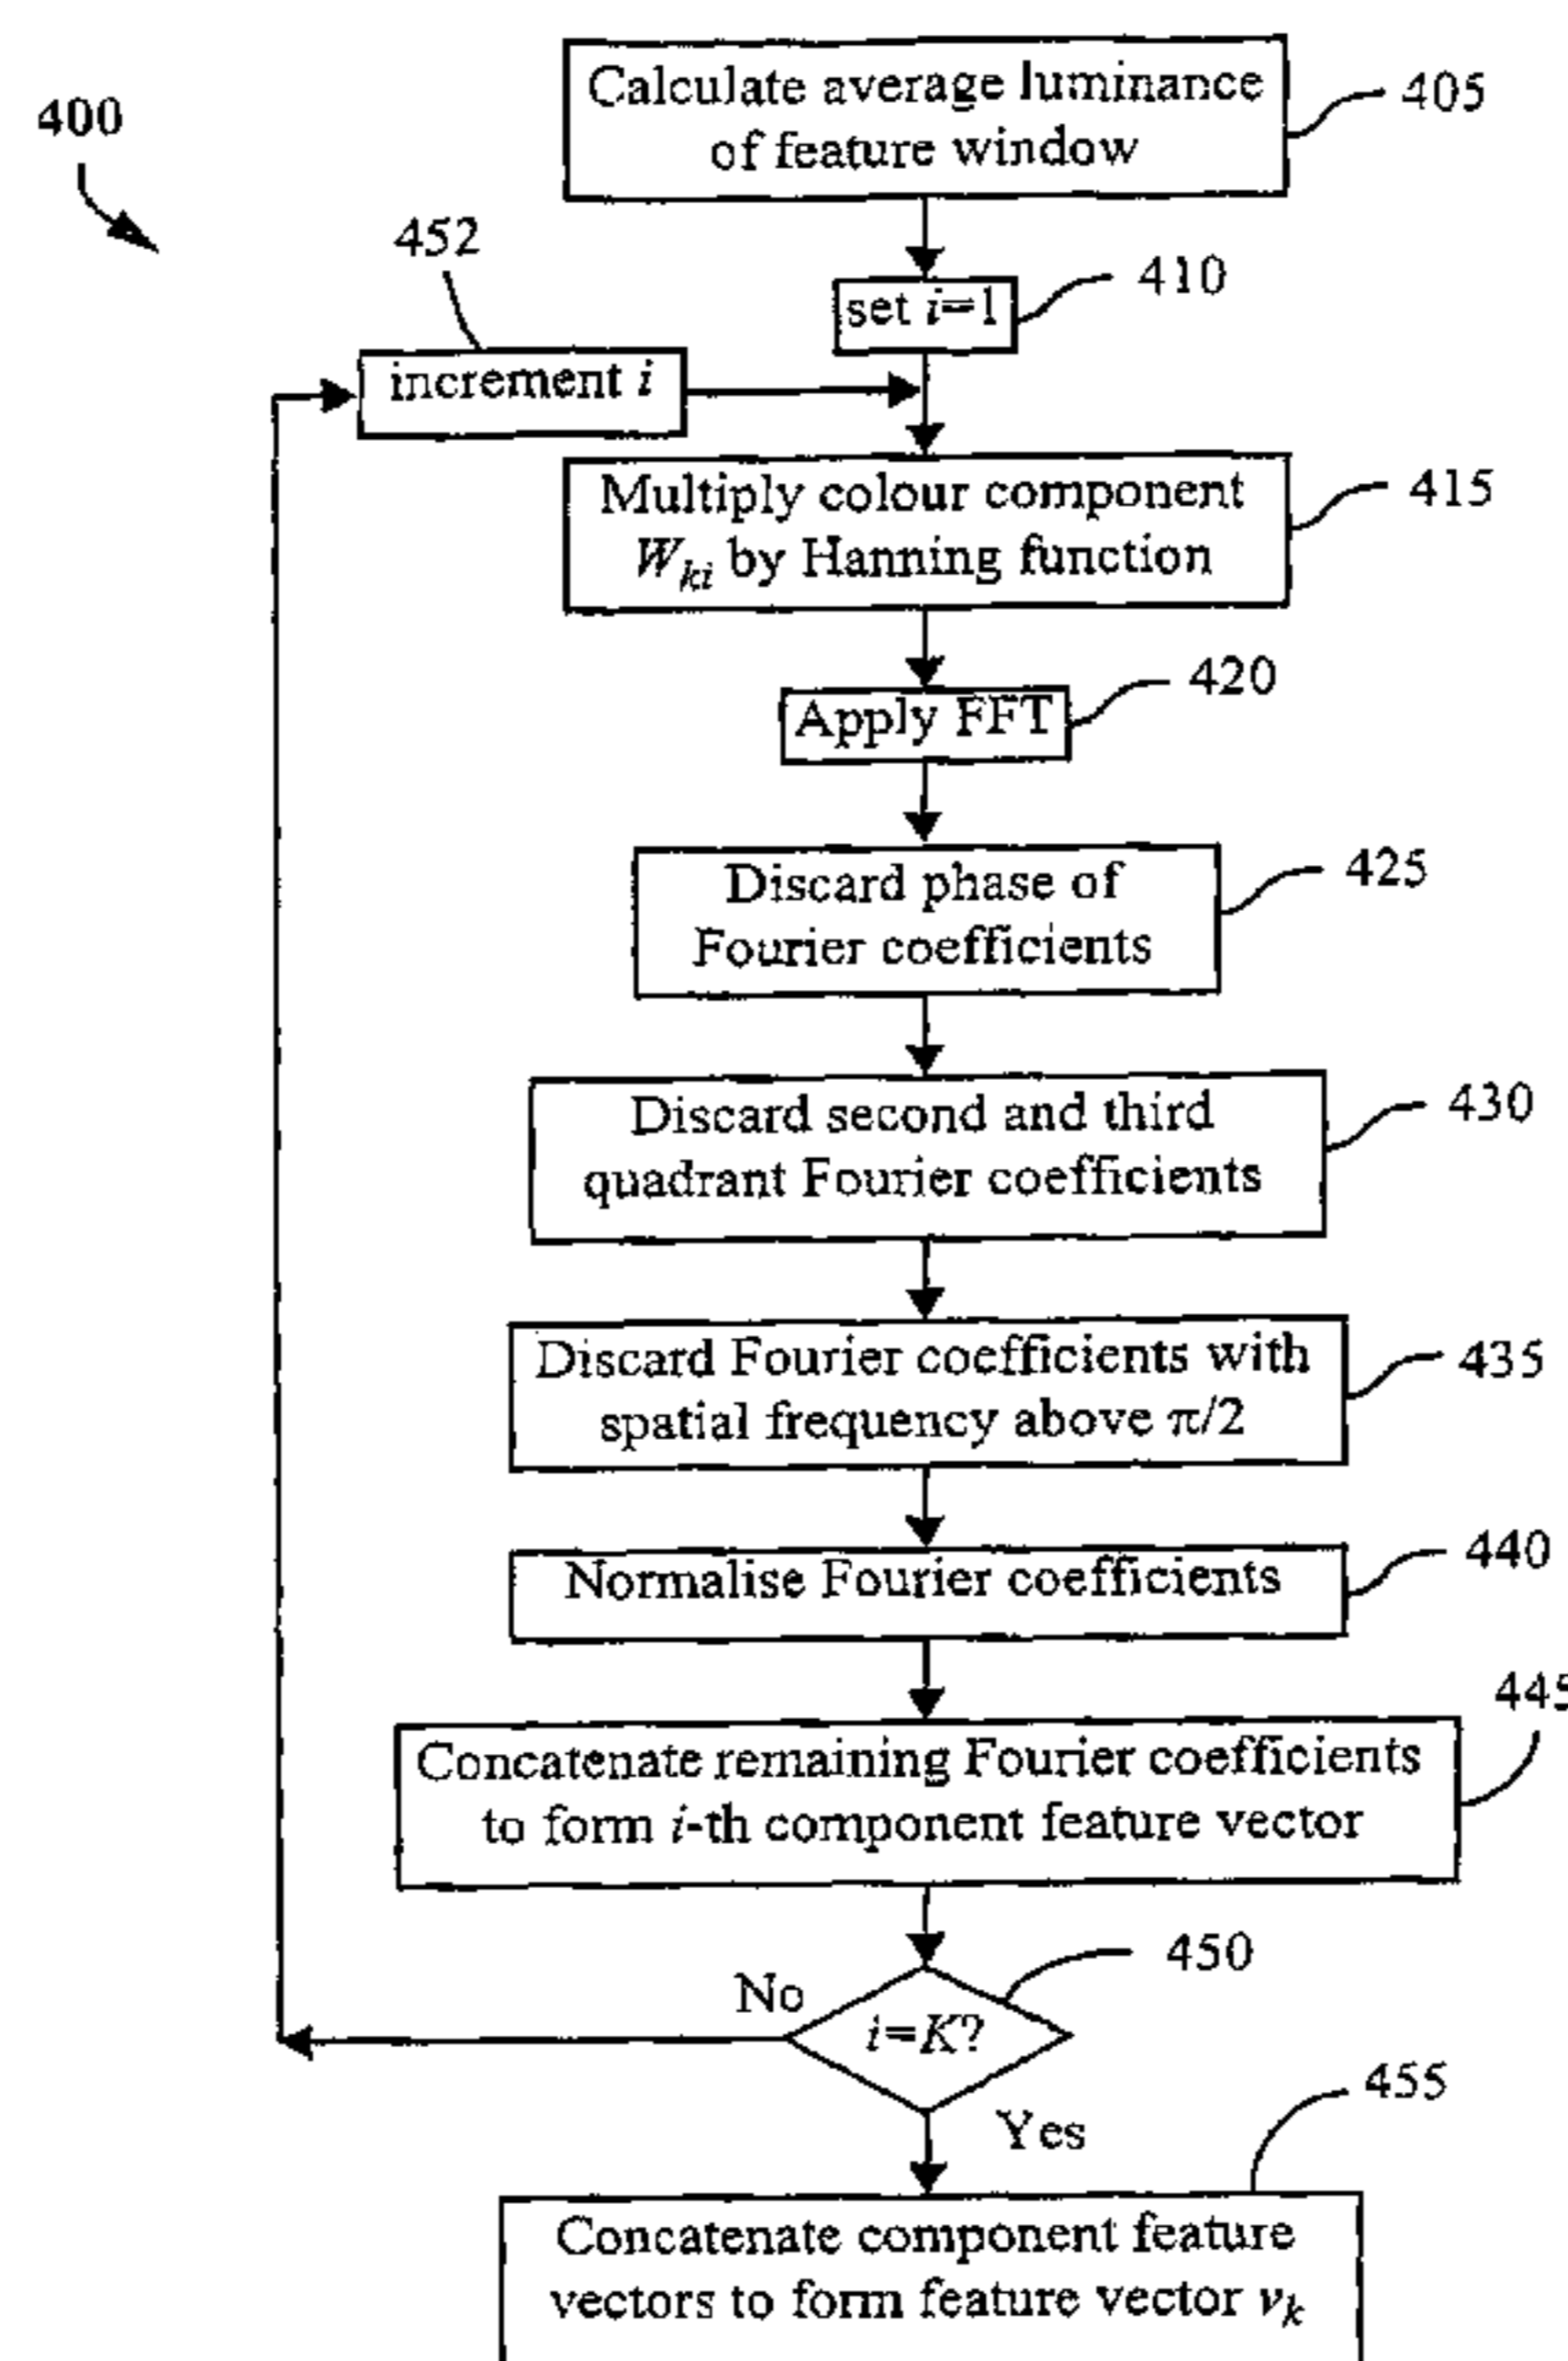 400
Calculate average luminance
of feature window
405
452
set i=1
410
increment i
Multiply colour component
W_ki by Hanning function
415
Apply FFT
420
Discard phase of
Fourier coefficients
425
Discard second and third
quadrant Fourier coefficients
430
Discard Fourier coefficients with
spatial frequency above π/2
435
Normalise Fourier coefficients
440
Concatenate remaining Fourier coefficients
to form i-th component feature vector
445
No
i=K?
450
Yes
455
Concatenate component feature
vectors to form feature vector v_k